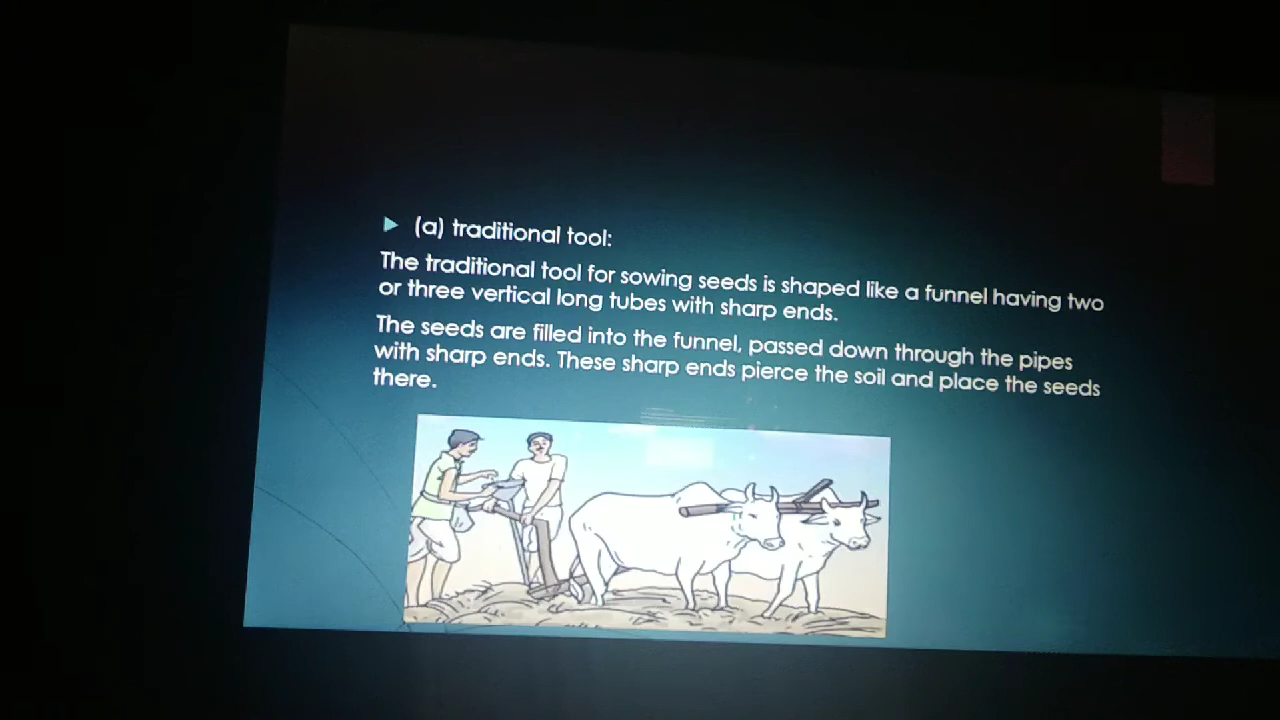 (a) traditional tool:
The traditional tool for sowing seeds is shaped like a funnel having two
or three vertical long tubes with sharp ends.
The seeds are filled into the funnel, passed down through the pipes
with sharp ends. These sharp ends pierce the soil and place the seeds
there.